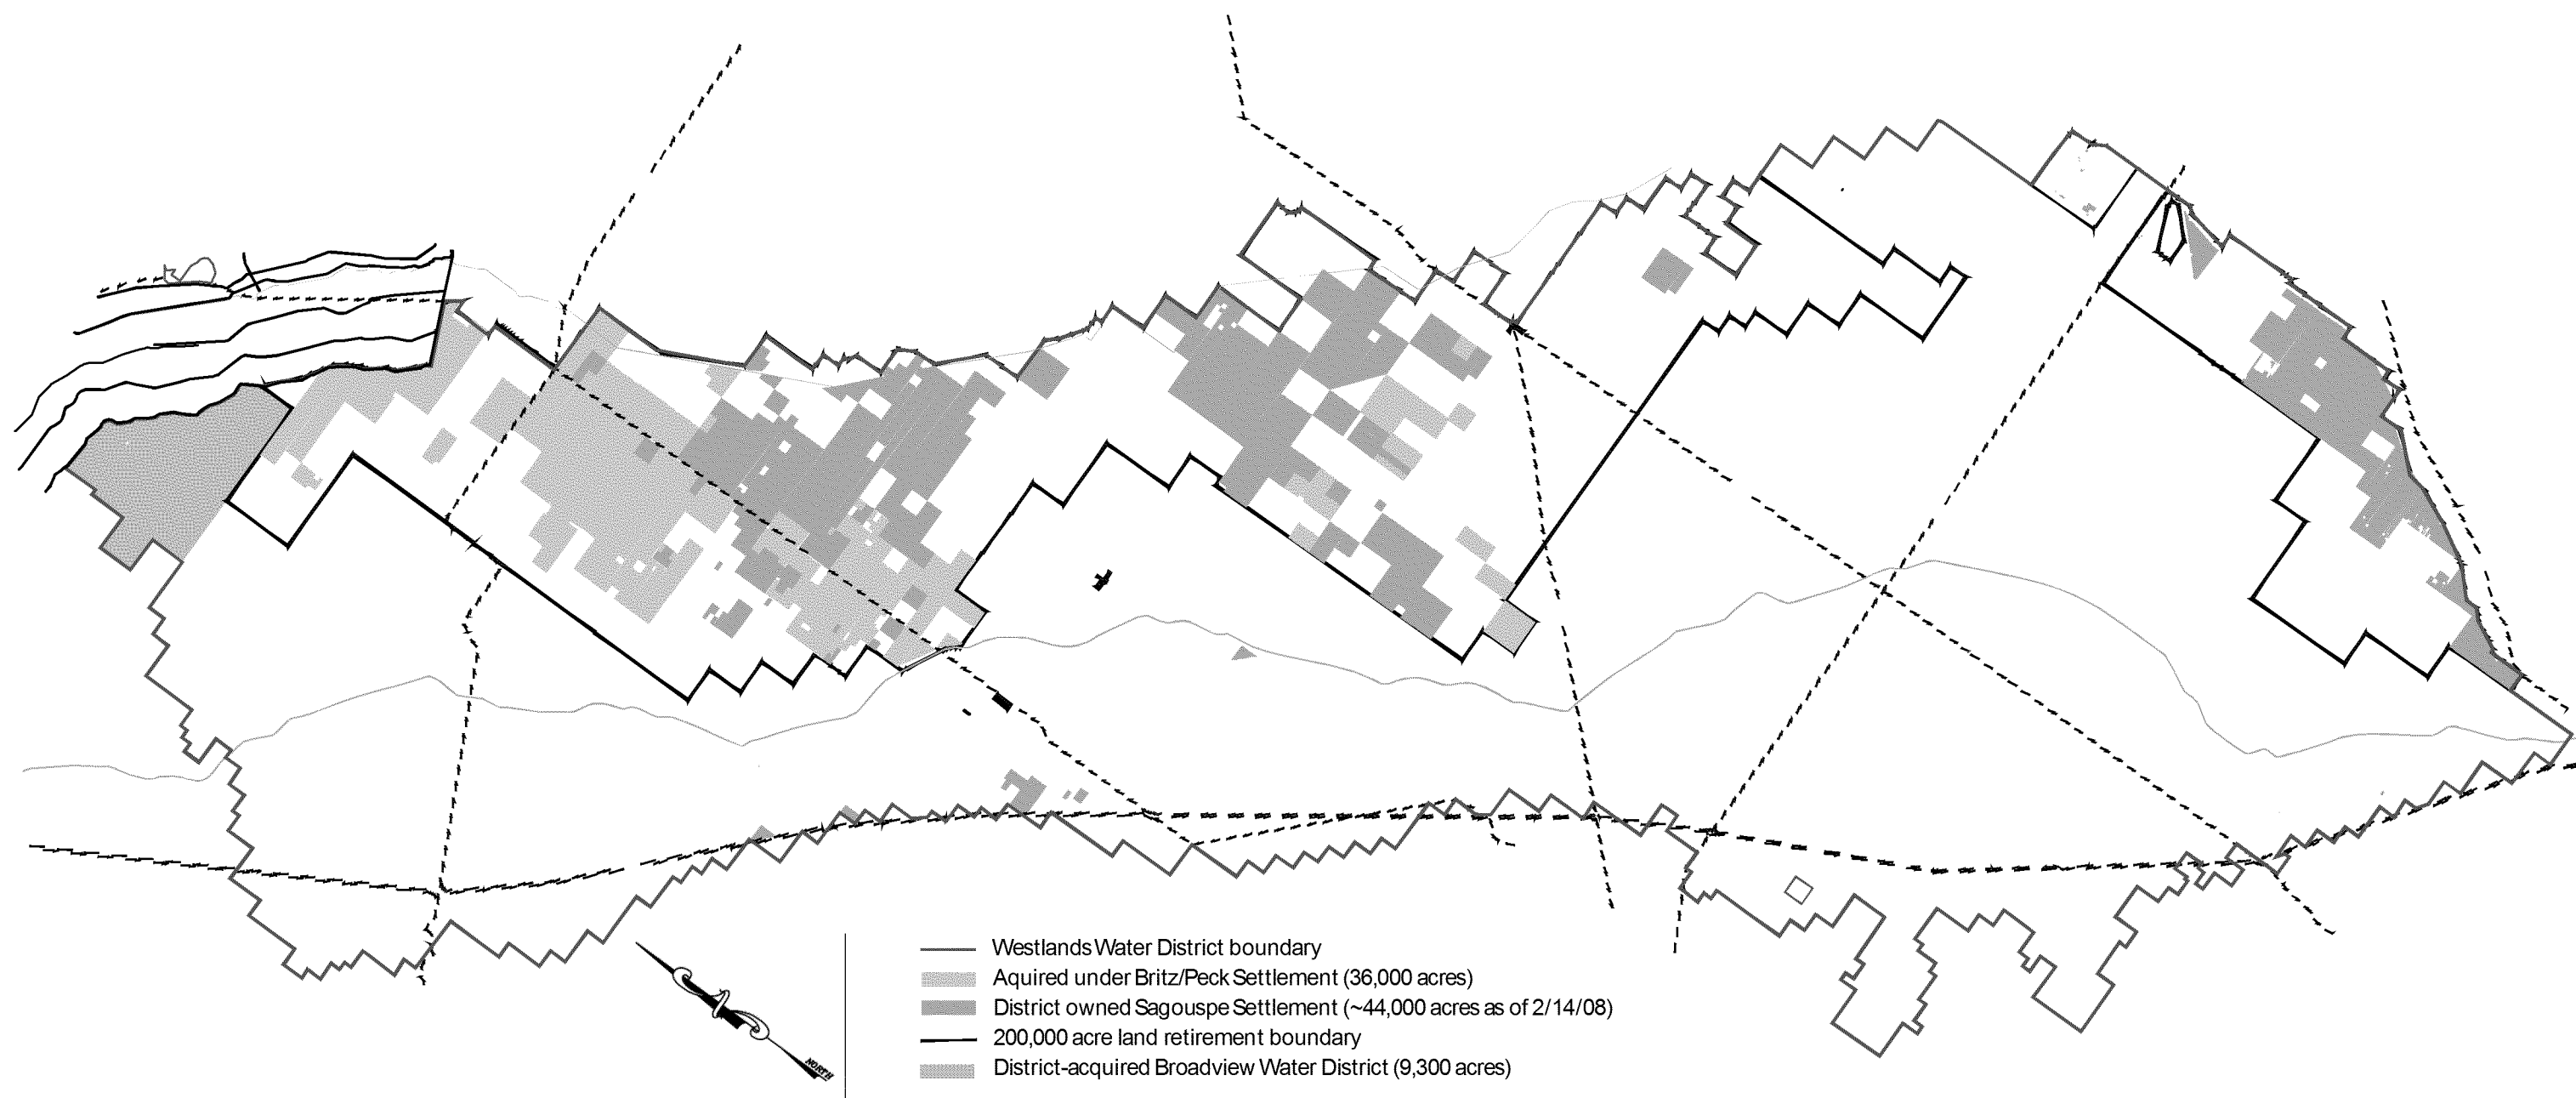 Westlands Water District boundary
Aquired under Britz/Peck Settlement (36,000 acres)
District owned Sagouspe Settlement (~44,000 acres as of 2/14/08)
200,000 acre land retirement boundary
District-acquired Broadview Water District (9,300 acres)
NORTH